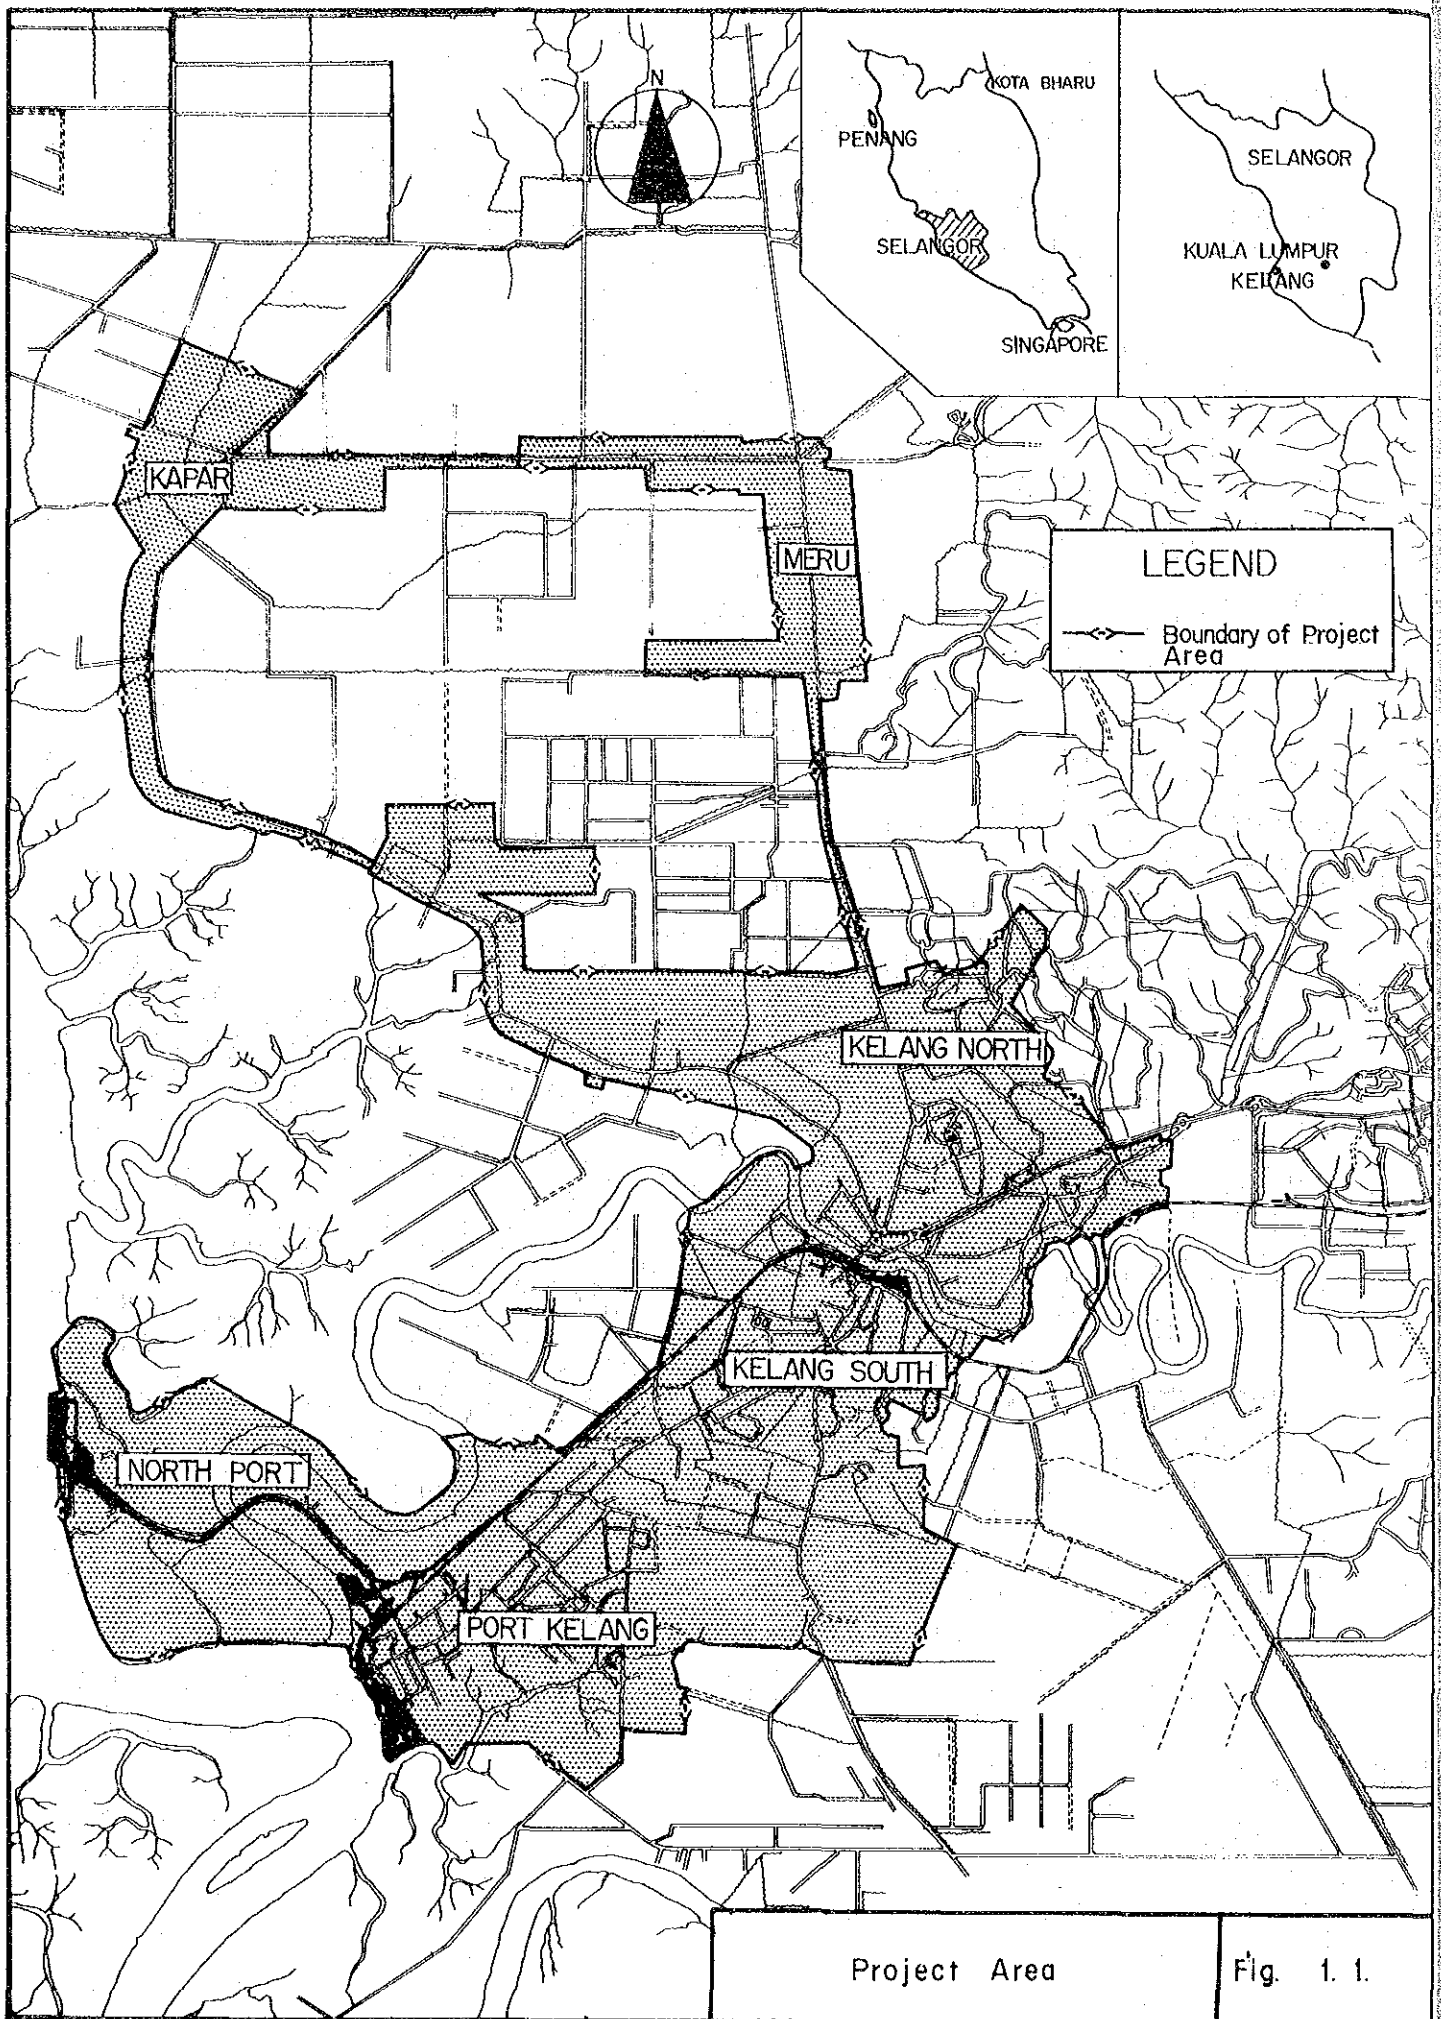 N
KOTA BHARU
PENANG
SELANGOR
SINGAPORE
SELANGOR
KUALA LUMPUR
KELANG
KAPAR
MERU
LEGEND
Boundary of Project
Area
KELANG NORTH
KELANG SOUTH
NORTH PORT
PORT KELANG
Project Area
Fig. 1. 1.